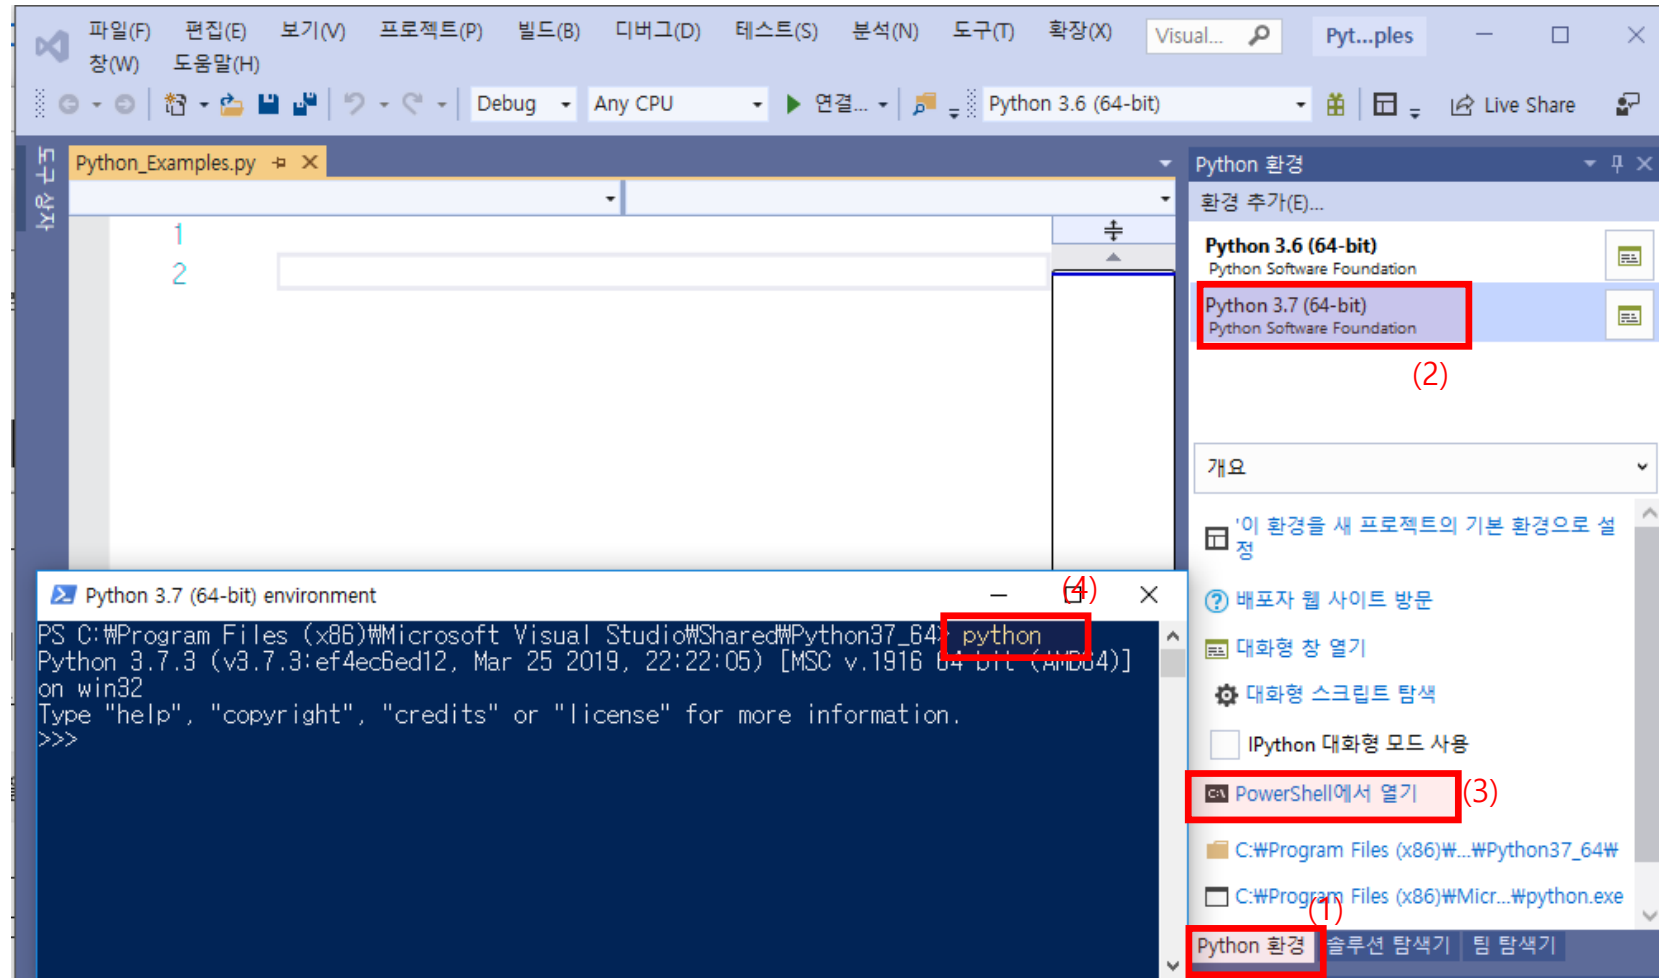 파일(F) 편집(E) 보기(V) 프로젝트(P) 빌드(B) 디버그(D) 테스트(S) 분석(N) 도구(T) 확장(X) Visual... Pyt...ples
창(W) 도움말(H)
Debug Any CPU 연결... Python 3.6 (64-bit) Live Share
도구 상자
Python_Examples.py
1
2
Python 환경
환경 추가(E)...
Python 3.6 (64-bit)
Python Software Foundation
Python 3.7 (64-bit)
Python Software Foundation
(2)
개요
'이 환경을 새 프로젝트의 기본 환경으로 설
정
배포자 웹 사이트 방문
대화형 창 열기
대화형 스크립트 탐색
IPython 대화형 모드 사용
PowerShell에서 열기 (3)
C:₩Program Files (x86)₩...₩Python37_64₩
C:₩Program Files (x86)₩Micr...₩python.exe
(1)
Python 환경 솔루션 탐색기 팀 탐색기
Python 3.7 (64-bit) environment
(4)
PS C:₩Program Files (x86)₩Microsoft Visual Studio₩Shared₩Python37_64> python
Python 3.7.3 (v3.7.3:ef4ec6ed12, Mar 25 2019, 22:22:05) [MSC v.1916 64 bit (AMD64)]
on win32
Type "help", "copyright", "credits" or "license" for more information.
>>>